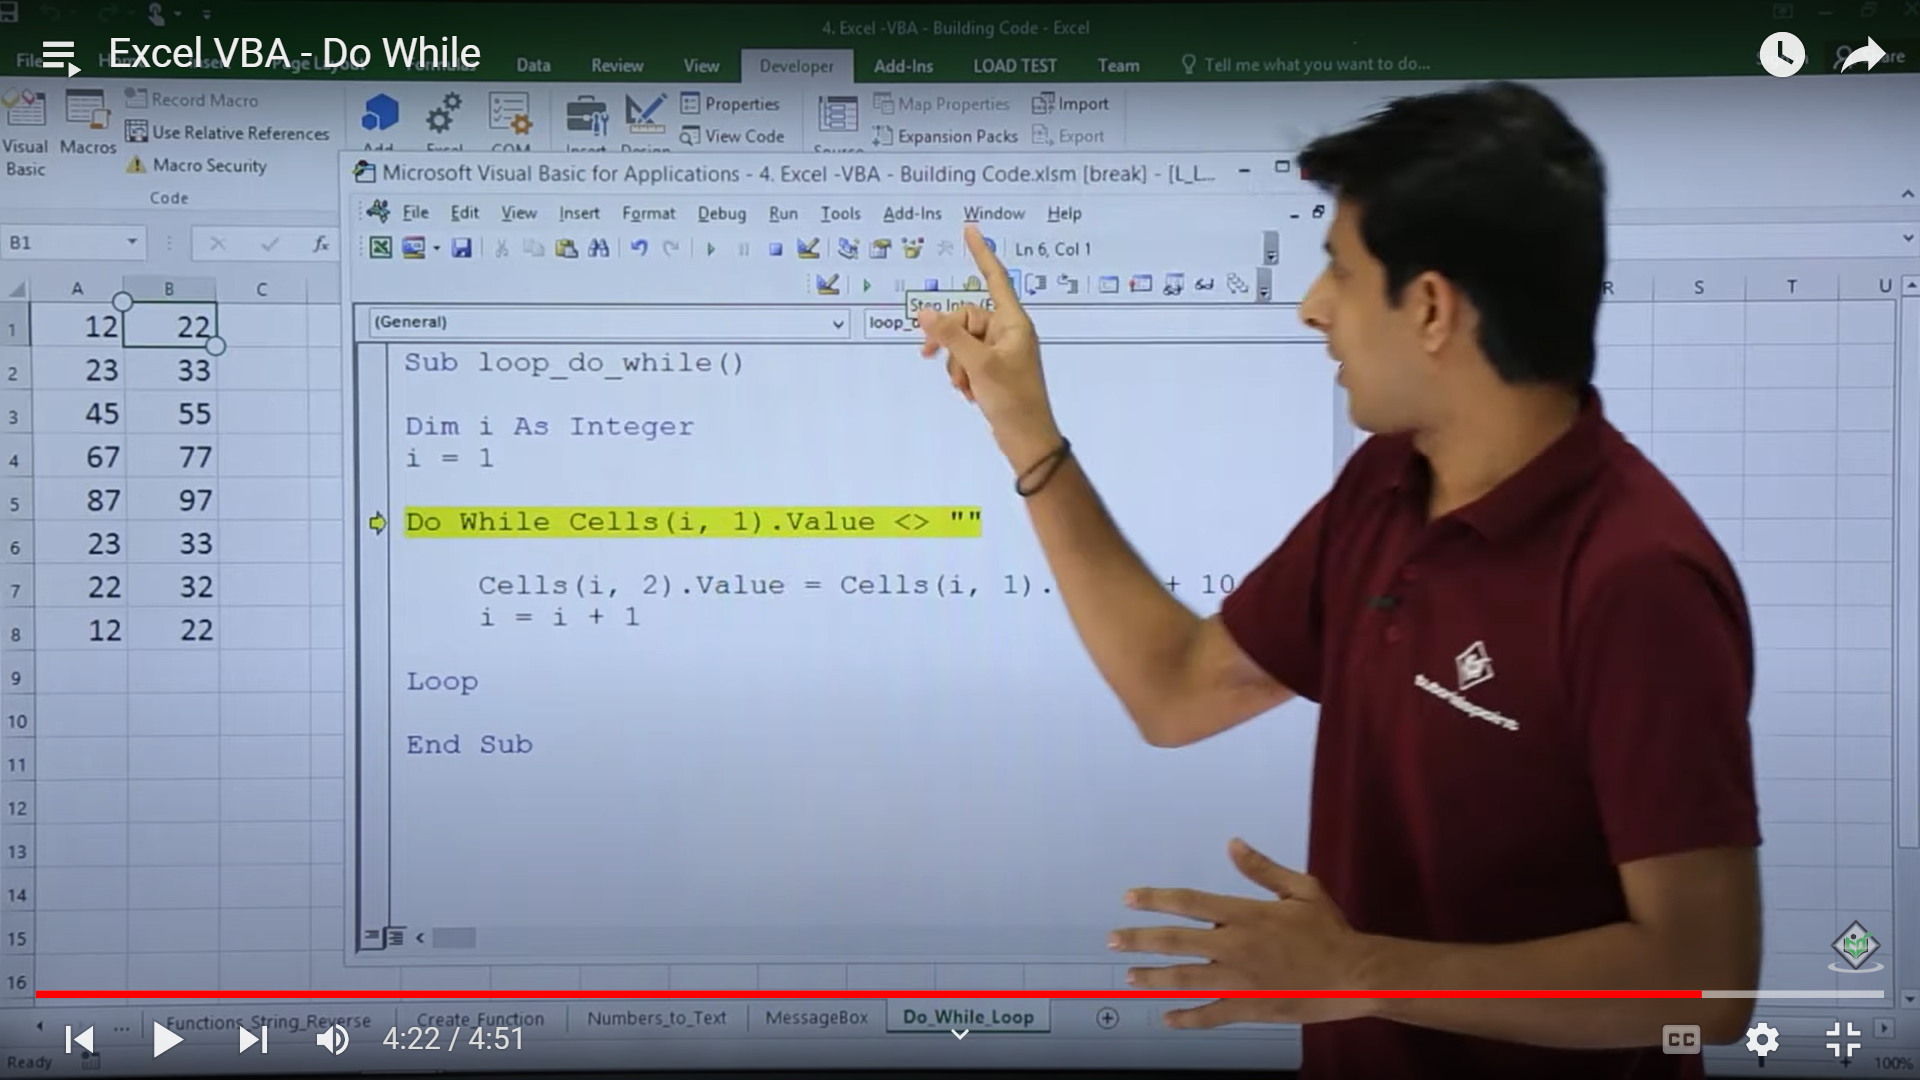 4. Excel -VBA - Building Code - Excel
Excel VBA - Do While
File
Data Review View Developer Add-Ins LOAD TEST Team Tell me what you want to do...
Record Macro
Use Relative References
Macro Security
Visual Basic
Macros
Code
Properties
View Code
Map Properties
Expansion Packs
Import
Export
Microsoft Visual Basic for Applications - 4. Excel -VBA - Building Code.xlsm [break] - [L_L...
File Edit View Insert Format Debug Run Tools Add-Ins Window Help
Ln 6, Col 1
B1
fx
(General)
A B C R S T U
1 12 22
2 23 33
3 45 55
4 67 77
5 87 97
6 23 33
7 22 32
8 12 22
9
10
11
12
13
14
15
16
Sub loop_do_while()
Dim i As Integer
i = 1
Do While Cells(i, 1).Value <> ""
Cells(i, 2).Value = Cells(i, 1). + 10
i = i + 1
Loop
End Sub
tutorialspoint
... Functions_String_Reverse Create_Function Numbers_to_Text MessageBox Do_While_Loop
4:22 / 4:51
CC
Ready
100%